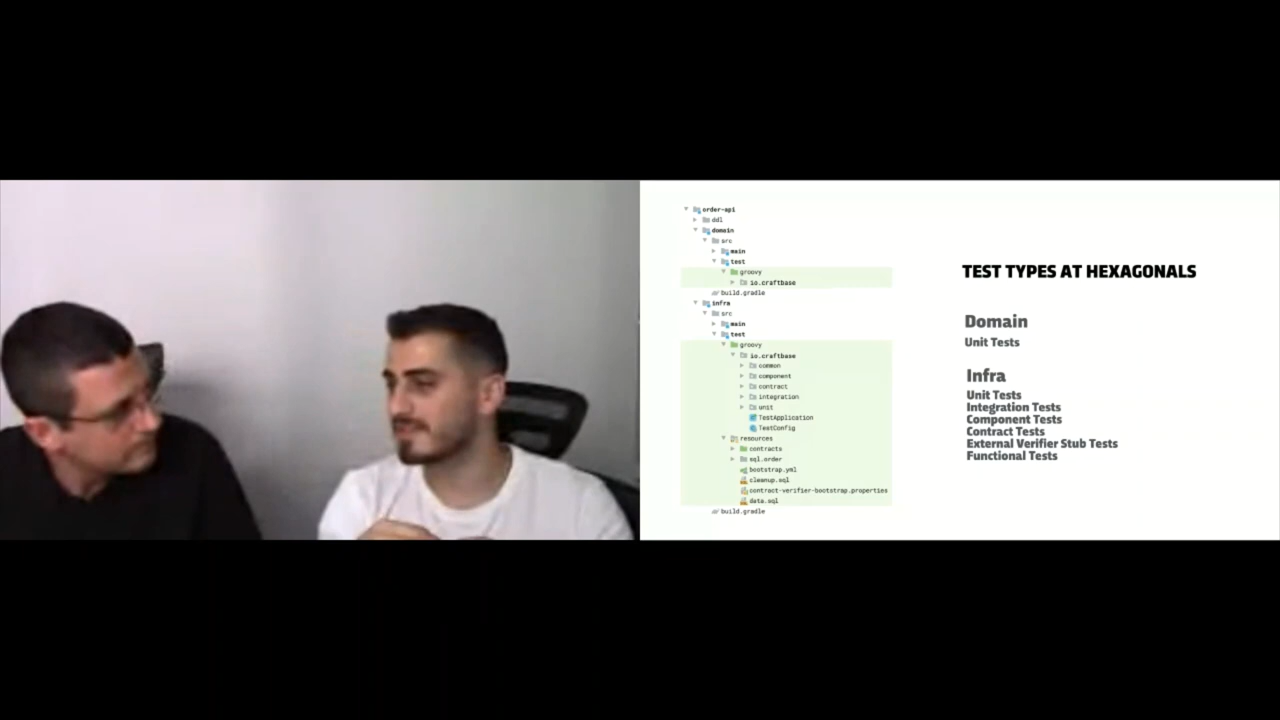 order-api
ddl
domain
src
main
test
groovy
io.craftbase
build.gradle
infra
src
main
test
groovy
io.craftbase
common
component
contract
integration
unit
TestApplication
TestConfig
resources
contracts
sql.order
bootstrap.yml
cleanup.sql
contract-verifier-bootstrap.properties
data.sql
build.gradle
TEST TYPES AT HEXAGONALS
Domain
Unit Tests
Infra
Unit Tests
Integration Tests
Component Tests
Contract Tests
External Verifier Stub Tests
Functional Tests